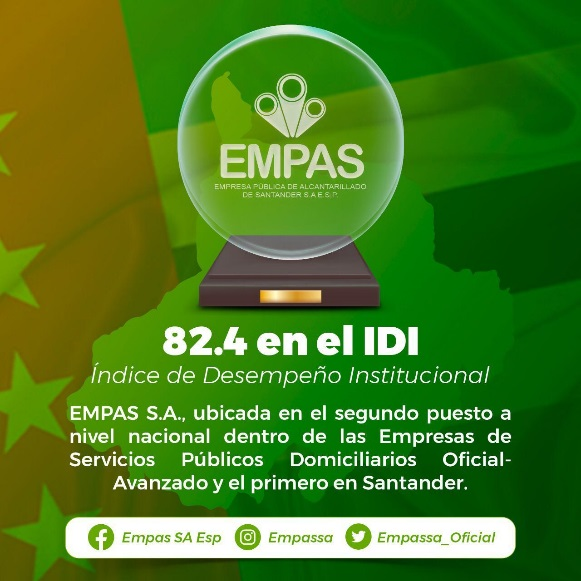 EMPAS
EMPRESA PÚBLICA DE ALCANTARILLADO
DE SANTANDER S.A E.S.P.
82.4 en el IDI
Índice de Desempeño Institucional
EMPAS S.A., ubicada en el segundo puesto a
nivel nacional dentro de las Empresas de
Servicios Públicos Domiciliarios Oficial-
Avanzado y el primero en Santander.
Empas SA Esp Empassa Empassa_Oficial